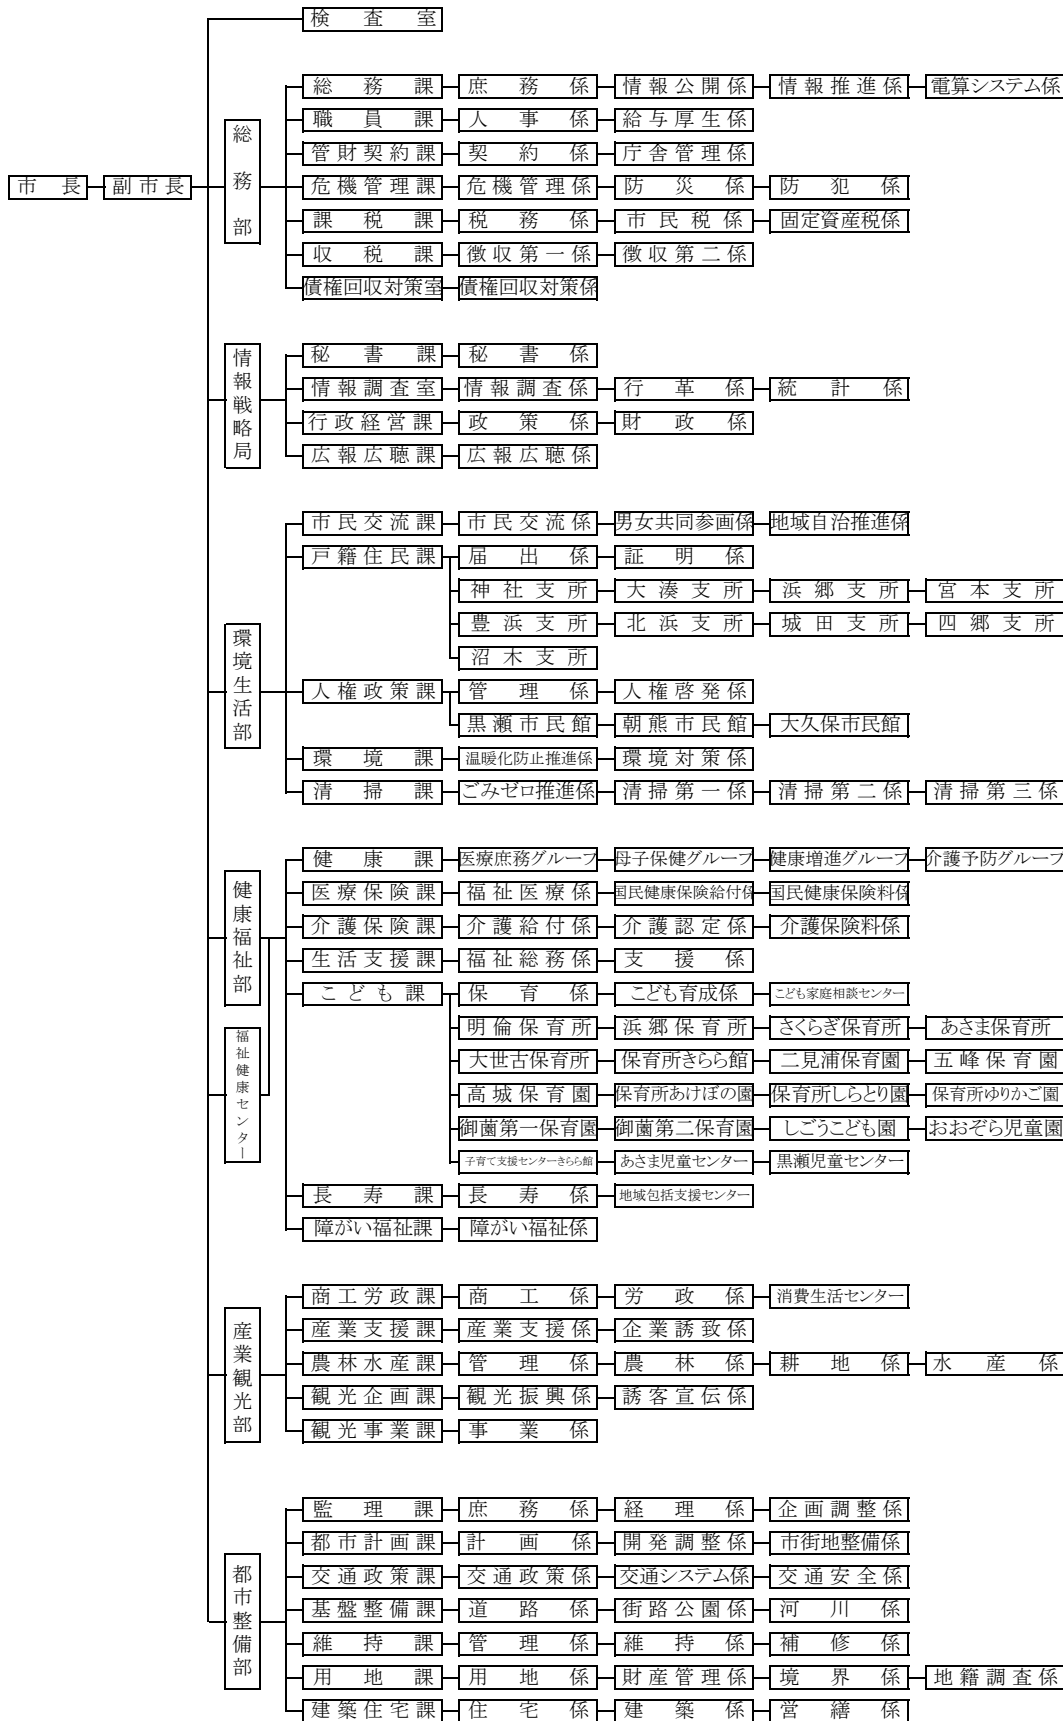 検査室
総務課 庶務係 情報公開係 情報推進係 電算システム係
職員課 人事係 給与厚生係
総務部
管財契約課 契約係 庁舎管理係
市長 副市長
危機管理課 危機管理係 防災係 防犯係
課税課 税務係 市民税係 固定資産税係
収税課 徴収第一係 徴収第二係
債権回収対策室 債権回収対策係
情報戦略局
秘書課 秘書係
情報調査室 情報調査係 行革係 統計係
行政経営課 政策係 財政係
広報広聴課 広報広聴係
市民交流課 市民交流係 男女共同参画係 地域自治推進係
戸籍住民課 届出係 証明係
神社支所 大湊支所 浜郷支所 宮本支所
豊浜支所 北浜支所 城田支所 四郷支所
沼木支所
環境生活部
人権政策課 管理係 人権啓発係
黒瀬市民館 朝熊市民館 大久保市民館
環境課 温暖化防止推進係 環境対策係
清掃課 ごみゼロ推進係 清掃第一係 清掃第二係 清掃第三係
健康課 医療庶務グループ 母子保健グループ 健康増進グループ 介護予防グループ
健康福祉部
医療保険課 福祉医療係 国民健康保険給付係 国民健康保険料係
介護保険課 介護給付係 介護認定係 介護保険料係
生活支援課 福祉総務係 支援係
こども課 保育係 こども育成係 こども家庭相談センター
福祉健康センター
明倫保育所 浜郷保育所 さくらぎ保育所 あさま保育所
大世古保育所 保育所きらら館 二見浦保育園 五峰保育園
高城保育園 保育所あけぼの園 保育所しらとり園 保育所ゆりかご園
御薗第一保育園 御薗第二保育園 しごうこども園 おおぞら児童園
子育て支援センターきらら館 あさま児童センター 黒瀬児童センター
長寿課 長寿係 地域包括支援センター
障がい福祉課 障がい福祉係
商工労政課 商工係 労政係 消費生活センター
産業観光部
産業支援課 産業支援係 企業誘致係
農林水産課 管理係 農林係 耕地係 水産係
観光企画課 観光振興係 誘客宣伝係
観光事業課 事業係
監理課 庶務係 経理係 企画調整係
都市計画課 計画係 開発調整係 市街地整備係
都市整備部
交通政策課 交通政策係 交通システム係 交通安全係
基盤整備課 道路係 街路公園係 河川係
維持課 管理係 維持係 補修係
用地課 用地係 財産管理係 境界係 地籍調査係
建築住宅課 住宅係 建築係 営繕係